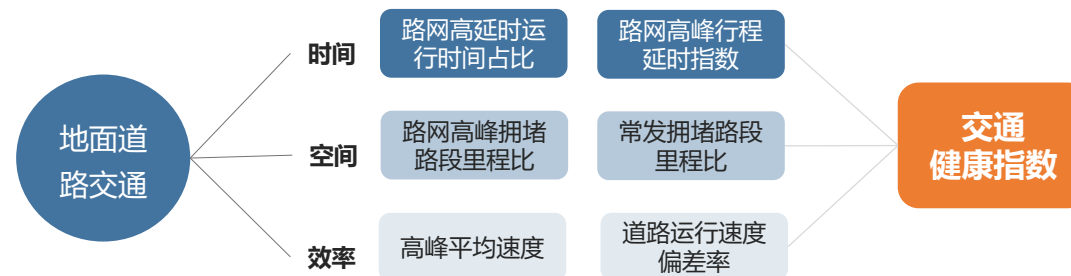 地面道
路交通
时间
路网高延时运
行时间占比
路网高峰行程
延时指数
空间
路网高峰拥堵
路段里程比
常发拥堵路段
里程比
效率
高峰平均速度
道路运行速度
偏差率
交通
健康指数